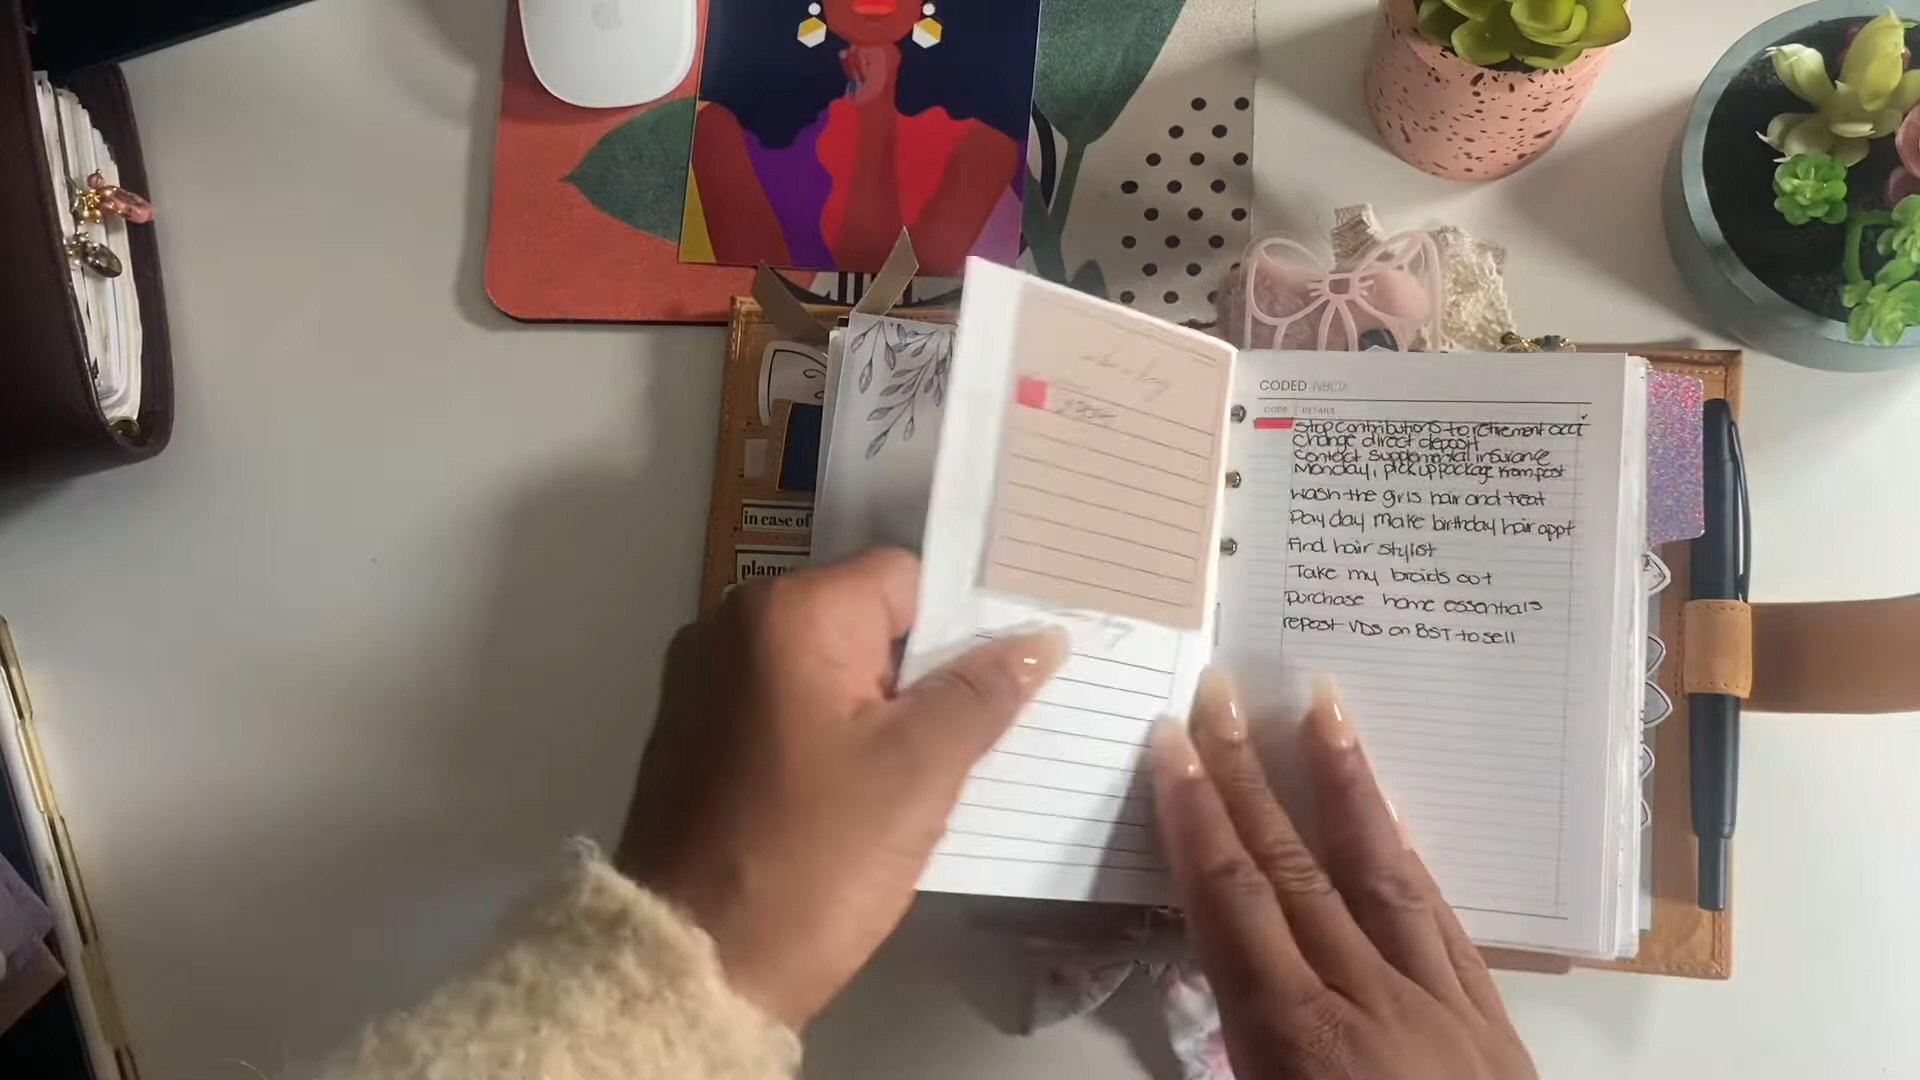 in case of
plann
CODED INBOX
CODE DETAILS
Stop contributions to retirement acct
Change direct deposit
contact supplemental insurance
Monday, pick up package from post
Wash the girls hair and treat
Pay day make birthday hair appt
Find hair stylist
Take my braids out
purchase home essentials
repost VDS on BST to sell